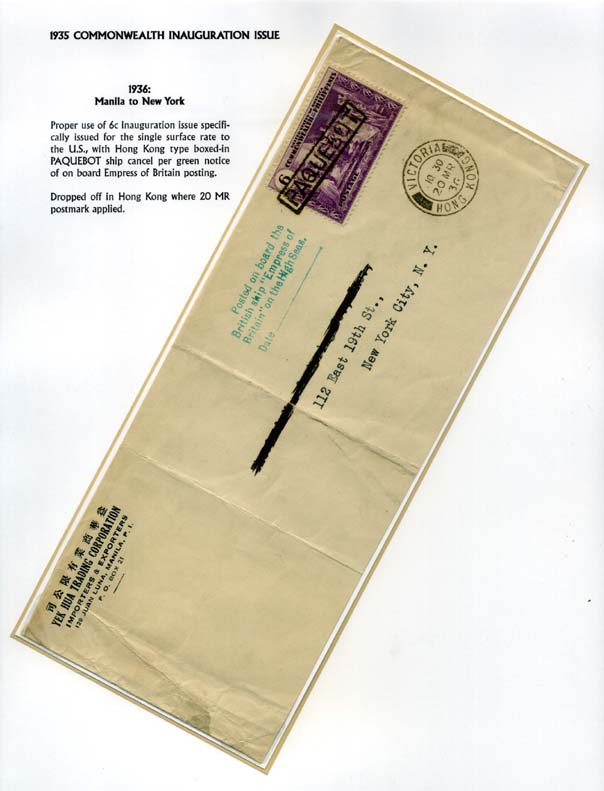 1935 COMMONWEALTH INAUGURATION ISSUE
1936:
Manila to New York
Proper use of 6c Inauguration issue specifi-
cally issued for the single surface rate to
the U.S., with Hong Kong type boxed-in
PAQUEBOT ship cancel per green notice
of on board Empress of Britain posting.
Dropped off in Hong Kong where 20 MR
postmark applied.
PAQUEBOT
6
POSTAGE
VICTORIA
HONG KONG
10 30
20 MR
36
HONG KONG
Posted on board the
British ship "Empress of
Britain" on the High Seas.
Date
112 East 19th St.,
New York City, N. Y.
益華商業有限公司
YEK HUA TRADING CORPORATION
IMPORTERS & EXPORTERS
129 JUAN LUNA, MANILA, P. I.
P. O. BOX 21